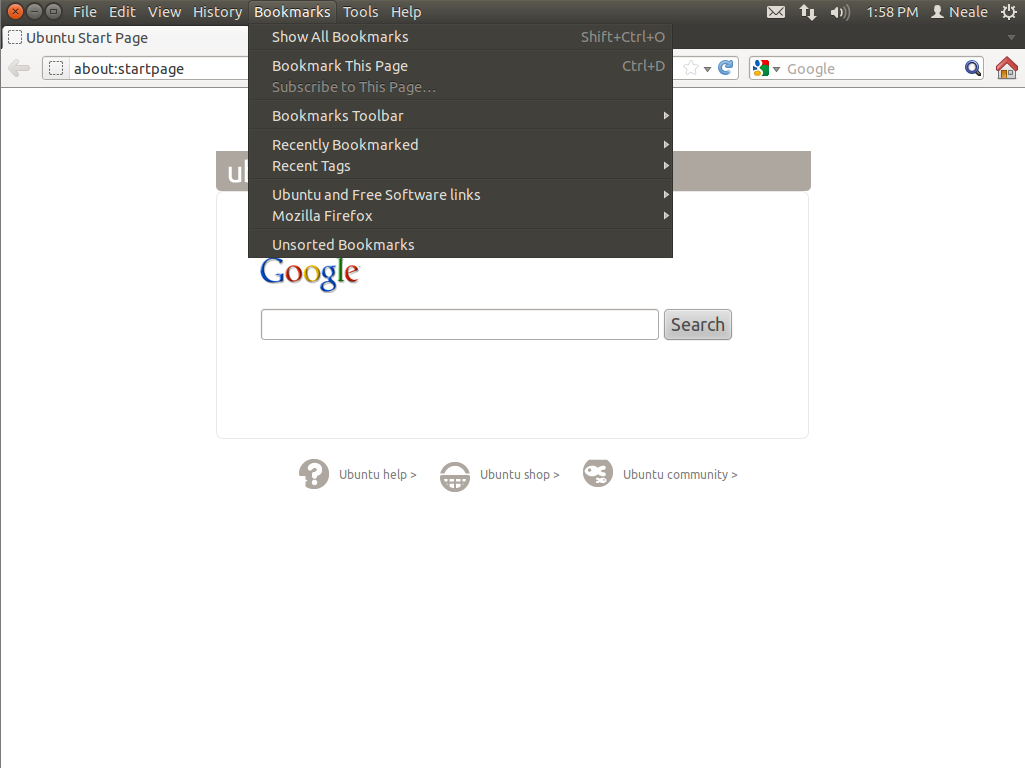 File Edit View History Bookmarks Tools Help 1:58 PM Neale
Ubuntu Start Page
about:startpage Google
Show All Bookmarks Shift+Ctrl+O
Bookmark This Page Ctrl+D
Subscribe to This Page…
Bookmarks Toolbar
Recently Bookmarked
Recent Tags
Ubuntu and Free Software links
Mozilla Firefox
Unsorted Bookmarks
Google
Search
Ubuntu help > Ubuntu shop > Ubuntu community >